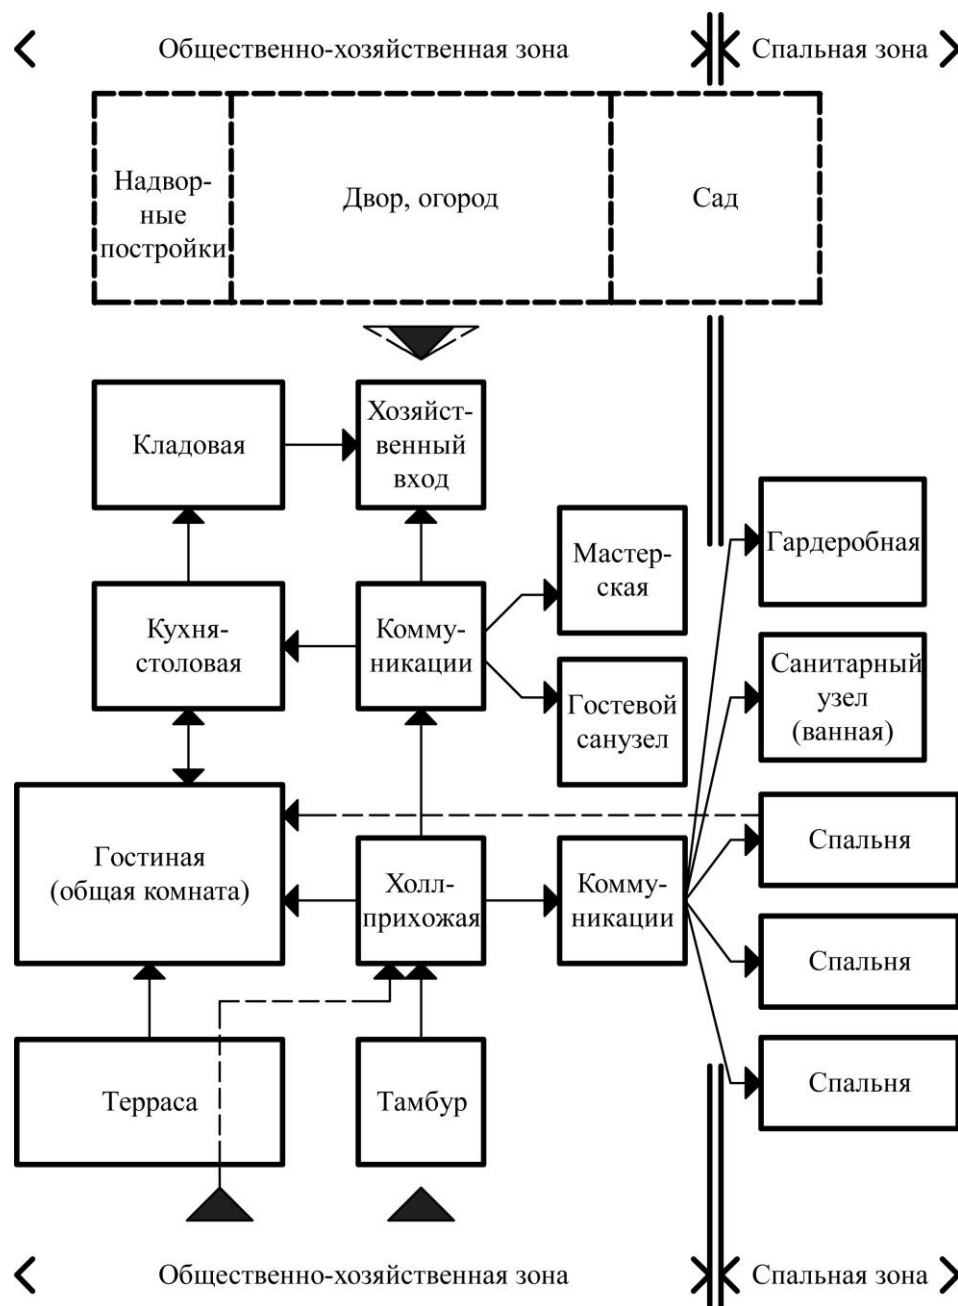 Общественно-хозяйственная зона
Спальная зона
Надвор-
ные
постройки
Двор, огород
Сад
Кладовая
Хозяйст-
венный
вход
Мастер-
ская
Гардеробная
Кухня-
столовая
Комму-
никации
Гостевой
санузел
Санитарный
узел
(ванная)
Гостиная
(общая комната)
Холл-
прихожая
Комму-
никации
Спальня
Спальня
Спальня
Терраса
Тамбур
Общественно-хозяйственная зона
Спальная зона